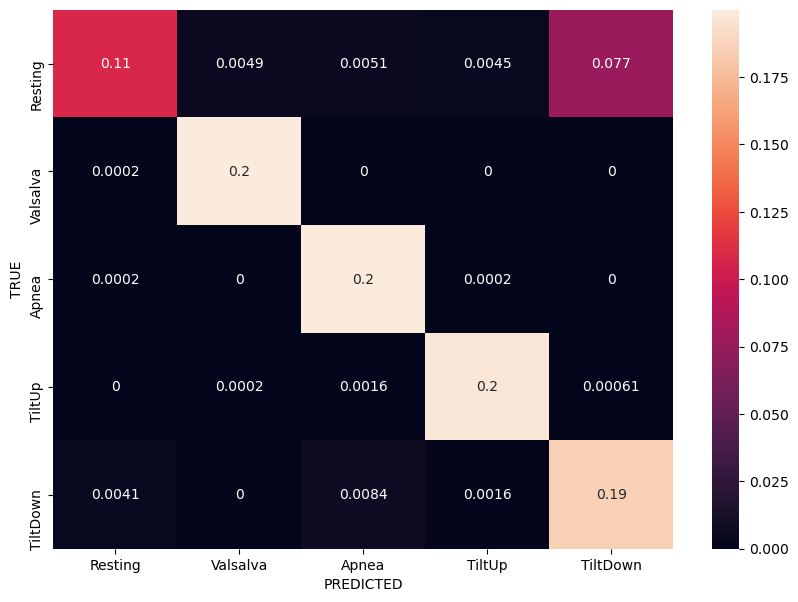 Resting 0.11 0.0049 0.0051 0.0045 0.077
Valsalva 0.0002 0.2 0 0 0
Apnea 0.0002 0 0.2 0.0002 0
TiltUp 0 0.0002 0.0016 0.2 0.00061
TiltDown 0.0041 0 0.0084 0.0016 0.19
TRUE
Resting Valsalva Apnea TiltUp TiltDown
PREDICTED
0.175
0.150
0.125
0.100
0.075
0.050
0.025
0.000